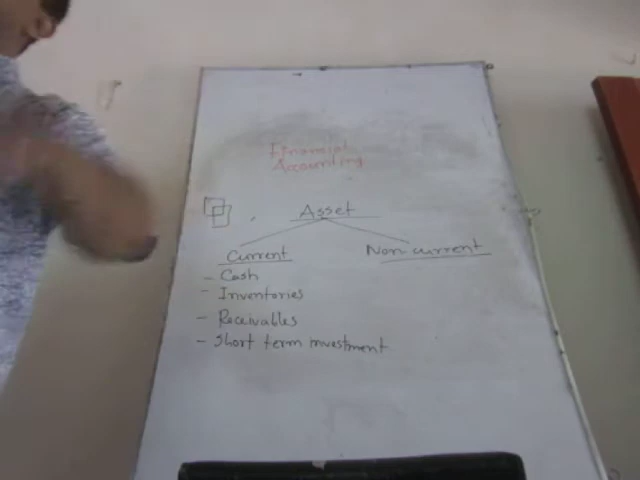 Financial
Accounting
Asset
Current
Non current
- Cash
- Inventories
- Receivables
- Short term investment